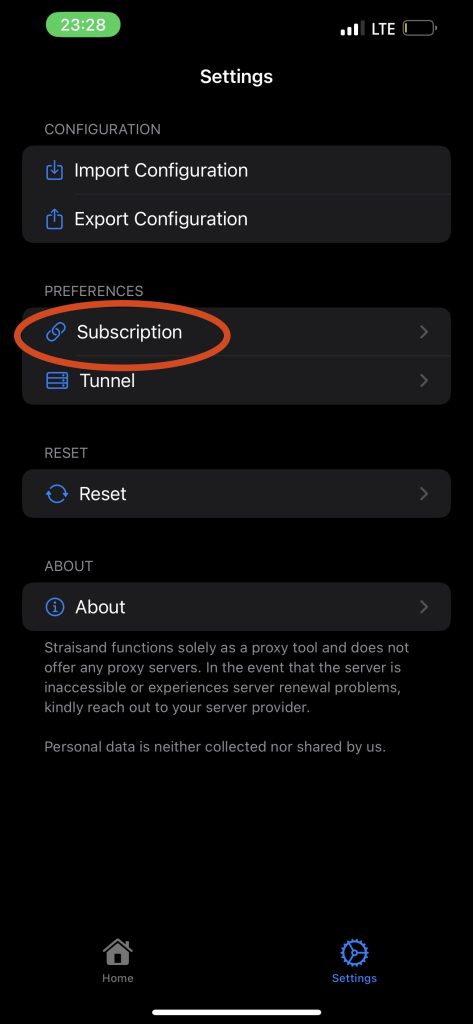 23:28
LTE
Settings
CONFIGURATION
Import Configuration
Export Configuration
PREFERENCES
Subscription
Tunnel
RESET
Reset
ABOUT
About
Straisand functions solely as a proxy tool and does not
offer any proxy servers. In the event that the server is
inaccessible or experiences server renewal problems,
kindly reach out to your server provider.
Personal data is neither collected nor shared by us.
Home
Settings